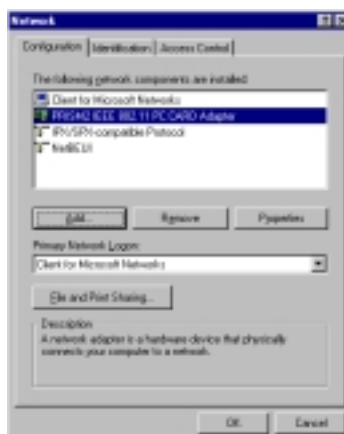 Network
Configuration Identification Access Control
The following network components are installed:
Client for Microsoft Networks
PRISM2 IEEE 802.11 PC CARD Adapter
IPX/SPX-compatible Protocol
NetBEUI
Add... Remove Properties
Primary Network Logon:
Client for Microsoft Networks
File and Print Sharing...
Description
A network adapter is a hardware device that physically
connects your computer to a network.
OK Cancel